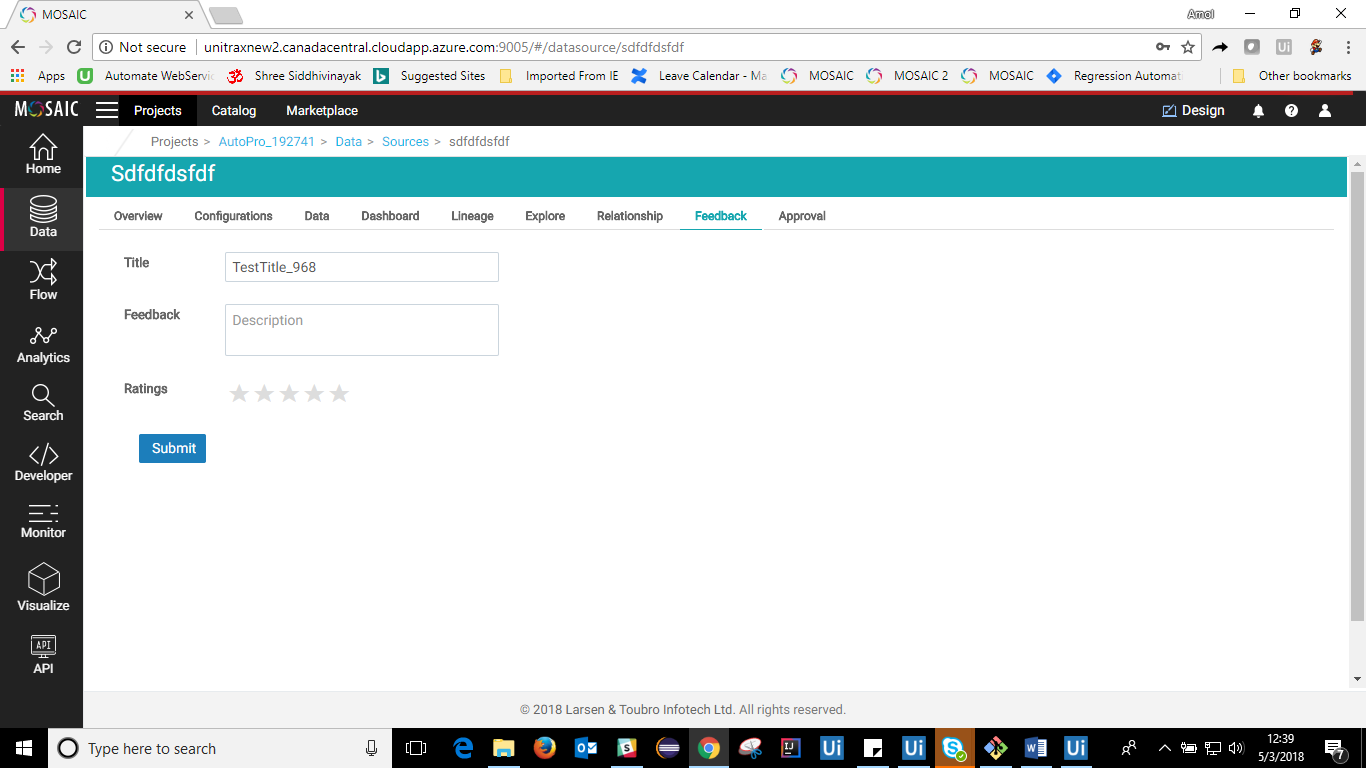 MOSAIC
Amol
Not secure unitraxnew2.canadacentral.cloudapp.azure.com:9005/#/datasource/sdfdfdsfdf
Apps Automate WebServic Shree Siddhivinayak Suggested Sites Imported From IE Leave Calendar - Ma MOSAIC MOSAIC 2 MOSAIC Regression Automat Other bookmarks
MOSAIC Projects Catalog Marketplace Design
Projects > AutoPro_192741 > Data > Sources > sdfdfdsfdf
Sdfdfdsfdf
Overview Configurations Data Dashboard Lineage Explore Relationship Feedback Approval
Home
Data
Flow
Analytics
Search
Developer
Monitor
Visualize
API
API
Title TestTitle_968
Feedback Description
Ratings
Submit
© 2018 Larsen & Toubro Infotech Ltd. All rights reserved.
Type here to search
12:39
5/3/2018
7